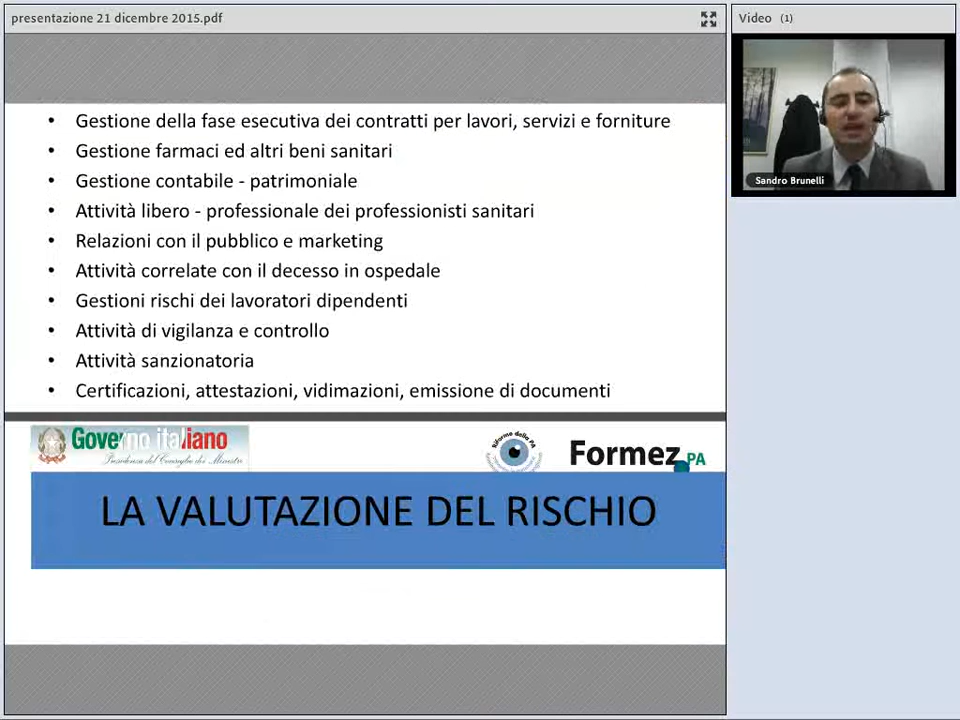 presentazione 21 dicembre 2015.pdf
Video (1)
Gestione della fase esecutiva dei contratti per lavori, servizi e forniture
Gestione farmaci ed altri beni sanitari
Gestione contabile - patrimoniale
Attività libero - professionale dei professionisti sanitari
Relazioni con il pubblico e marketing
Attività correlate con il decesso in ospedale
Gestioni rischi dei lavoratori dipendenti
Attività di vigilanza e controllo
Attività sanzionatoria
Certificazioni, attestazioni, vidimazioni, emissione di documenti
Sandro Brunelli
Governo italiano
Presidenza del Consiglio dei Ministri
Riforme della PA
Formez PA
LA VALUTAZIONE DEL RISCHIO